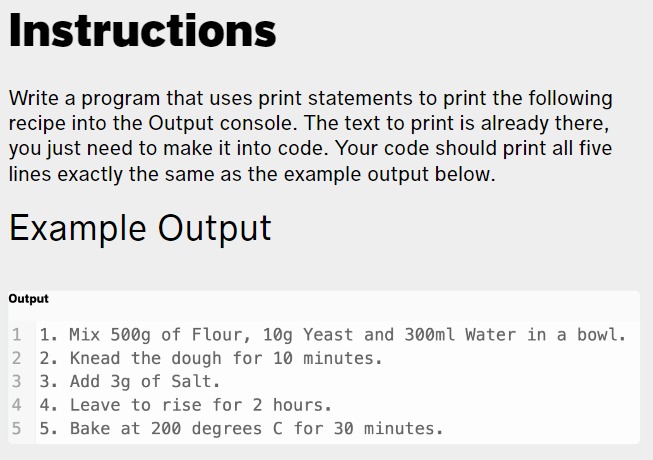 Instructions
Write a program that uses print statements to print the following
recipe into the Output console. The text to print is already there,
you just need to make it into code. Your code should print all five
lines exactly the same as the example output below.
Example Output
Output
1 1. Mix 500g of Flour, 10g Yeast and 300ml Water in a bowl.
2 2. Knead the dough for 10 minutes.
3 3. Add 3g of Salt.
4 4. Leave to rise for 2 hours.
5 5. Bake at 200 degrees C for 30 minutes.